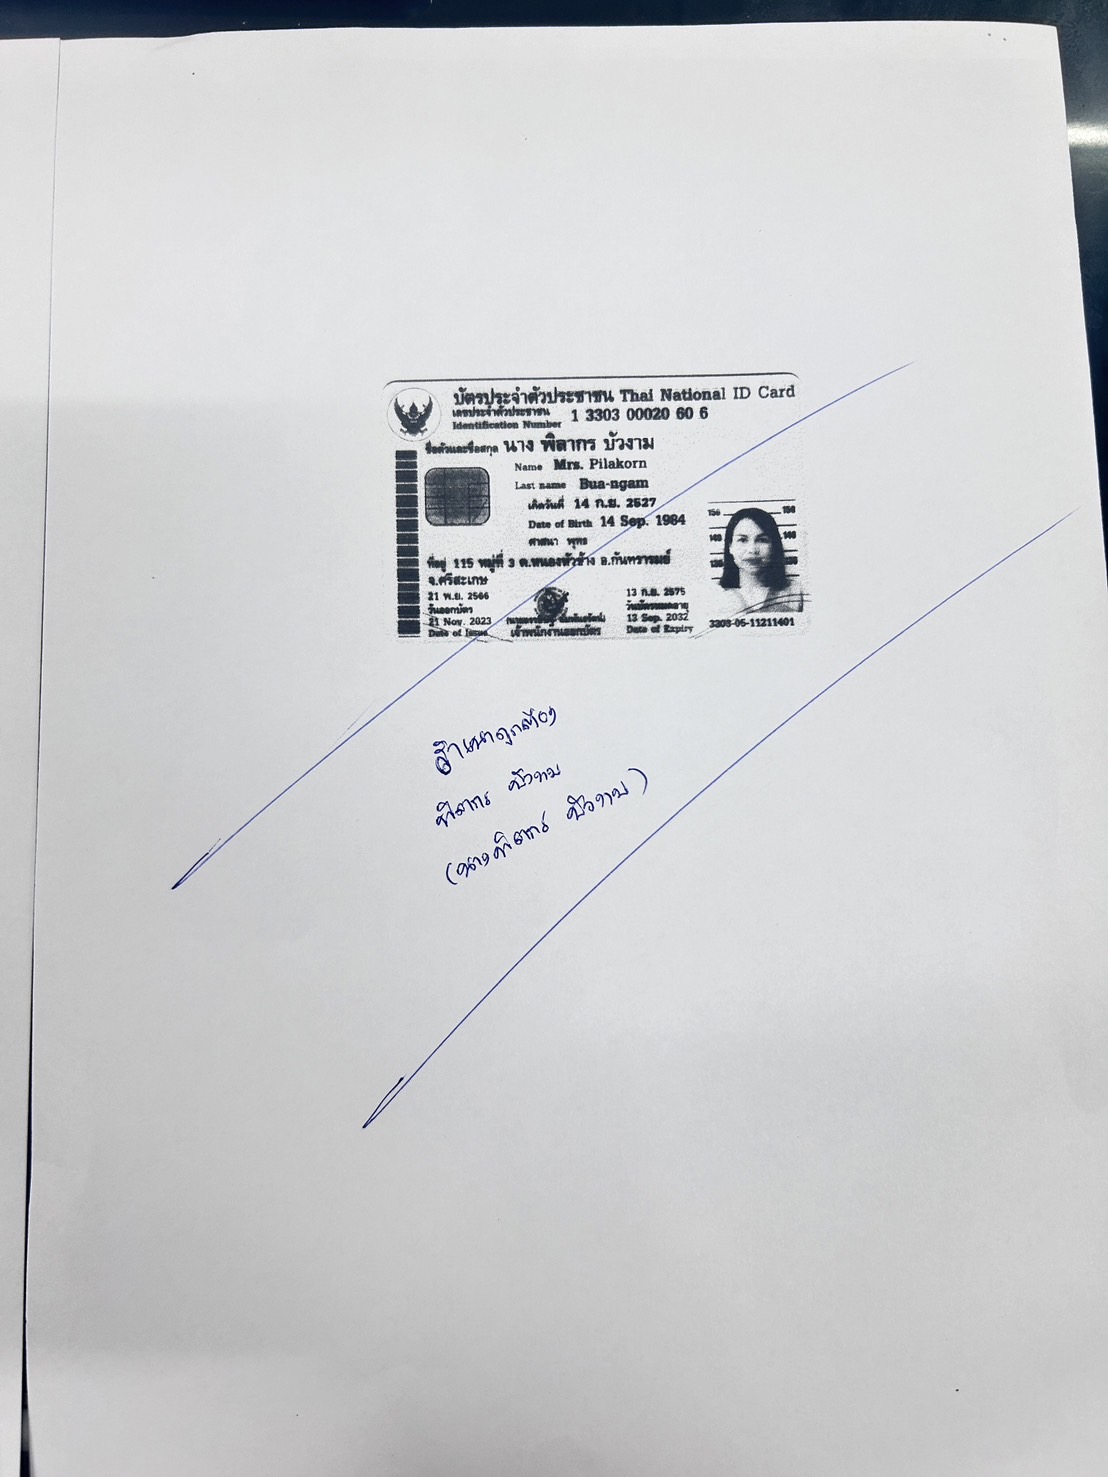 บัตรประจำตัวประชาชน Thai National ID Card
เลขประจำตัวประชาชน
Identification Number
1 3303 00020 60 6
ชื่อตัวและชื่อสกุล นาง พิลากร บัวงาม
Name Mrs. Pilakorn
Last name Bua-ngam
เกิดวันที่ 14 ก.ย. 2527
Date of Birth 14 Sep. 1984
ศาสนา พุทธ
ที่อยู่ 115 หมู่ที่ 3 ต.หนองหัวช้าง อ.กันทรารมย์
จ.ศรีสะเกษ
21 พ.ย. 2566
วันออกบัตร
21 Nov. 2023
Date of Issue
เจ้าพนักงานออกบัตร
13 ก.ย. 2575
วันบัตรหมดอายุ
13 Sep. 2032
Date of Expiry
3303-05-11211401
สำเนาถูกต้อง
พิลากร บัวงาม
(นางพิลากร บัวงาม)